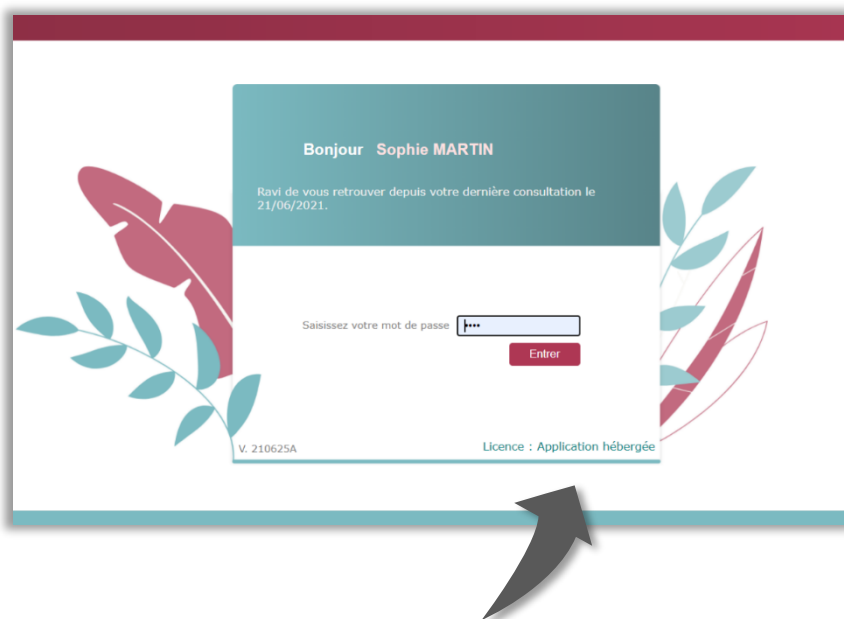 Bonjour Sophie MARTIN
Ravi de vous retrouver depuis votre dernière consultation le
21/06/2021.
Saisissez votre mot de passe ••••
Entrer
V. 210625A Licence : Application hébergée